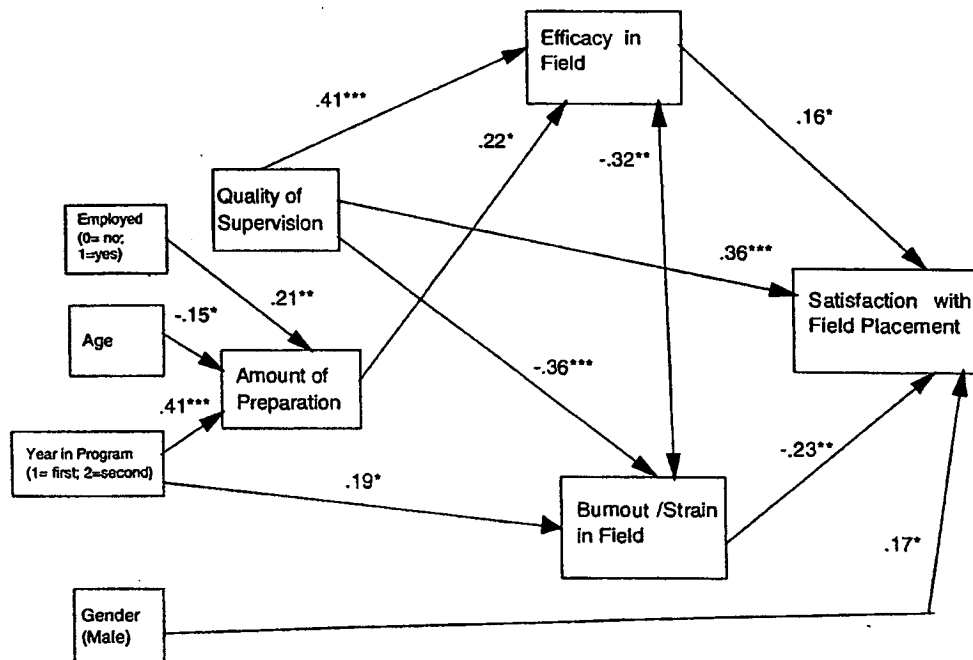 Efficacy in
Field
.41***
.22*
-.32**
.16*
Quality of
Supervision
Employed
(0= no;
1=yes)
.36***
.21**
Satisfaction with
Field Placement
Age
-.15*
Amount of
Preparation
-.36***
.41***
Year in Program
(1= first; 2=second)
.19*
Burnout /Strain
in Field
-.23**
.17*
Gender
(Male)